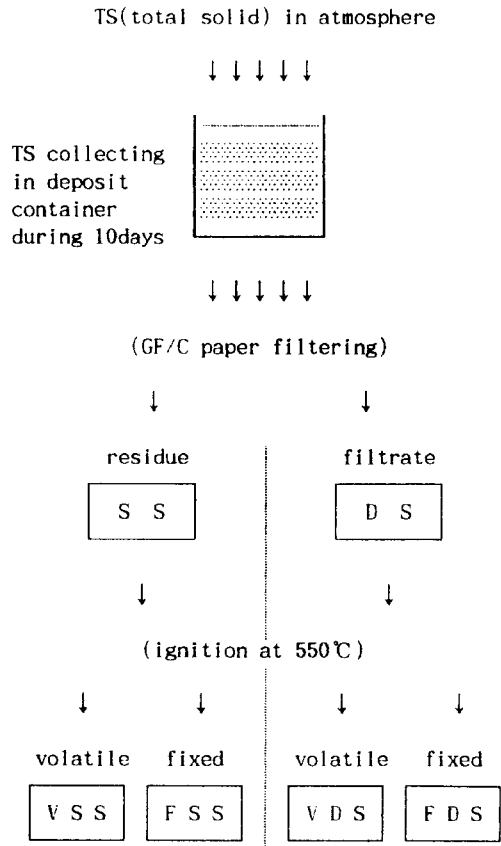 TS(total solid) in atmosphere
TS collecting
in deposit
container
during 10days
(GF/C paper filtering)
residue filtrate
S S D S
(ignition at 550℃)
volatile fixed volatile fixed
V S S F S S V D S F D S